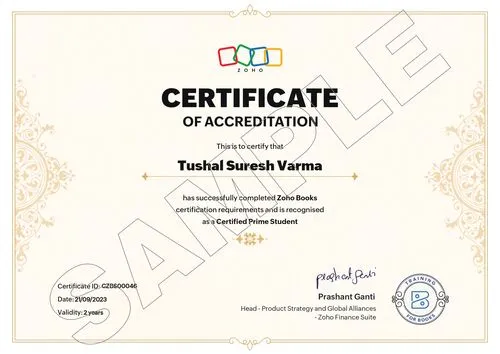 ZOHO
CERTIFICATE
OF ACCREDITATION
This is to certify that
Tushal Suresh Varma
has successfully completed Zoho Books
certification requirements and is recognised
as a Certified Prime Student
SAMPLE
Certificate ID: CZBS00046
Date: 21/09/2023
Validity: 2 years
Prashant Ganti
Prashant Ganti
Head - Product Strategy and Global Alliances
- Zoho Finance Suite
TRAINING
B
FOR BOOKS